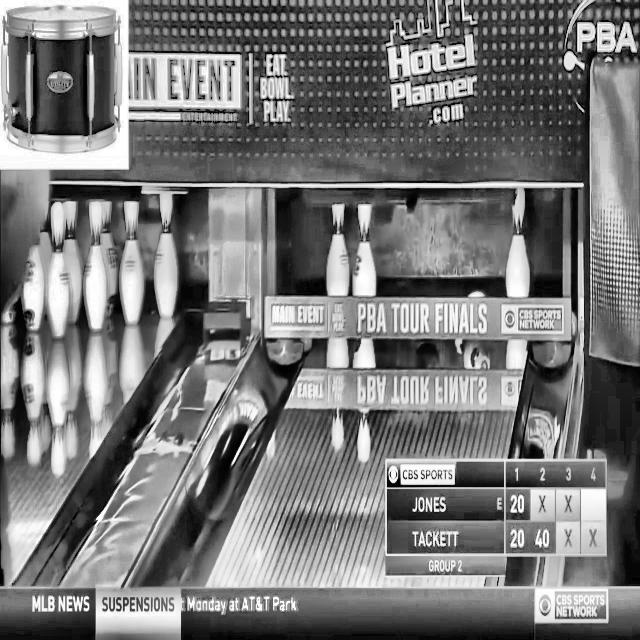 MAIN EVENT
ENTERTAINMENT
EAT.
BOWL.
PLAY.
Hotel
Planner
.com
PBA
MAIN EVENT
PBA TOUR FINALS
CBS SPORTS
NETWORK
CBS SPORTS 1 2 3 4
JONES E 20 X X
TACKETT 20 40 X X
GROUP 2
MLB NEWS SUSPENSIONS Monday at AT&T Park
CBS SPORTS
NETWORK